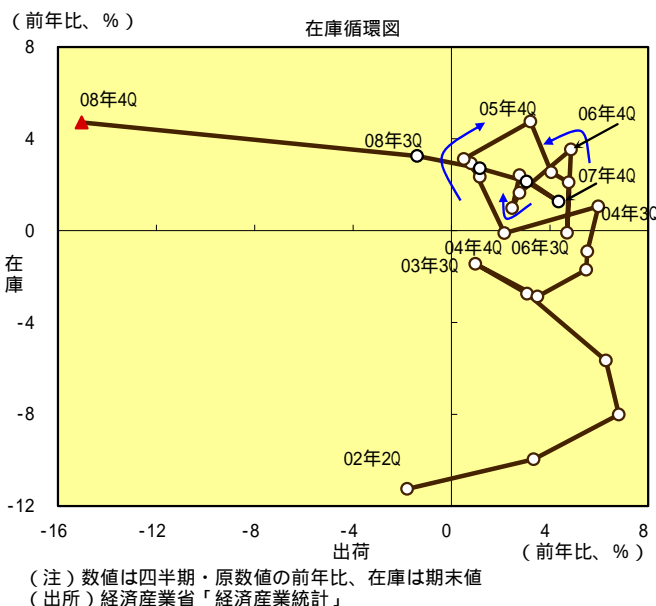 （前年比、％）
在庫循環図
8
08年4Q
05年4Q
06年4Q
4
08年3Q
07年4Q
04年3Q
0
在庫
04年4Q
06年3Q
03年3Q
-4
-8
02年2Q
-12
-16
-12
-8
-4
0
4
8
出荷
（前年比、％）
（注）数値は四半期・原数値の前年比、在庫は期末値
（出所）経済産業省「経済産業統計」